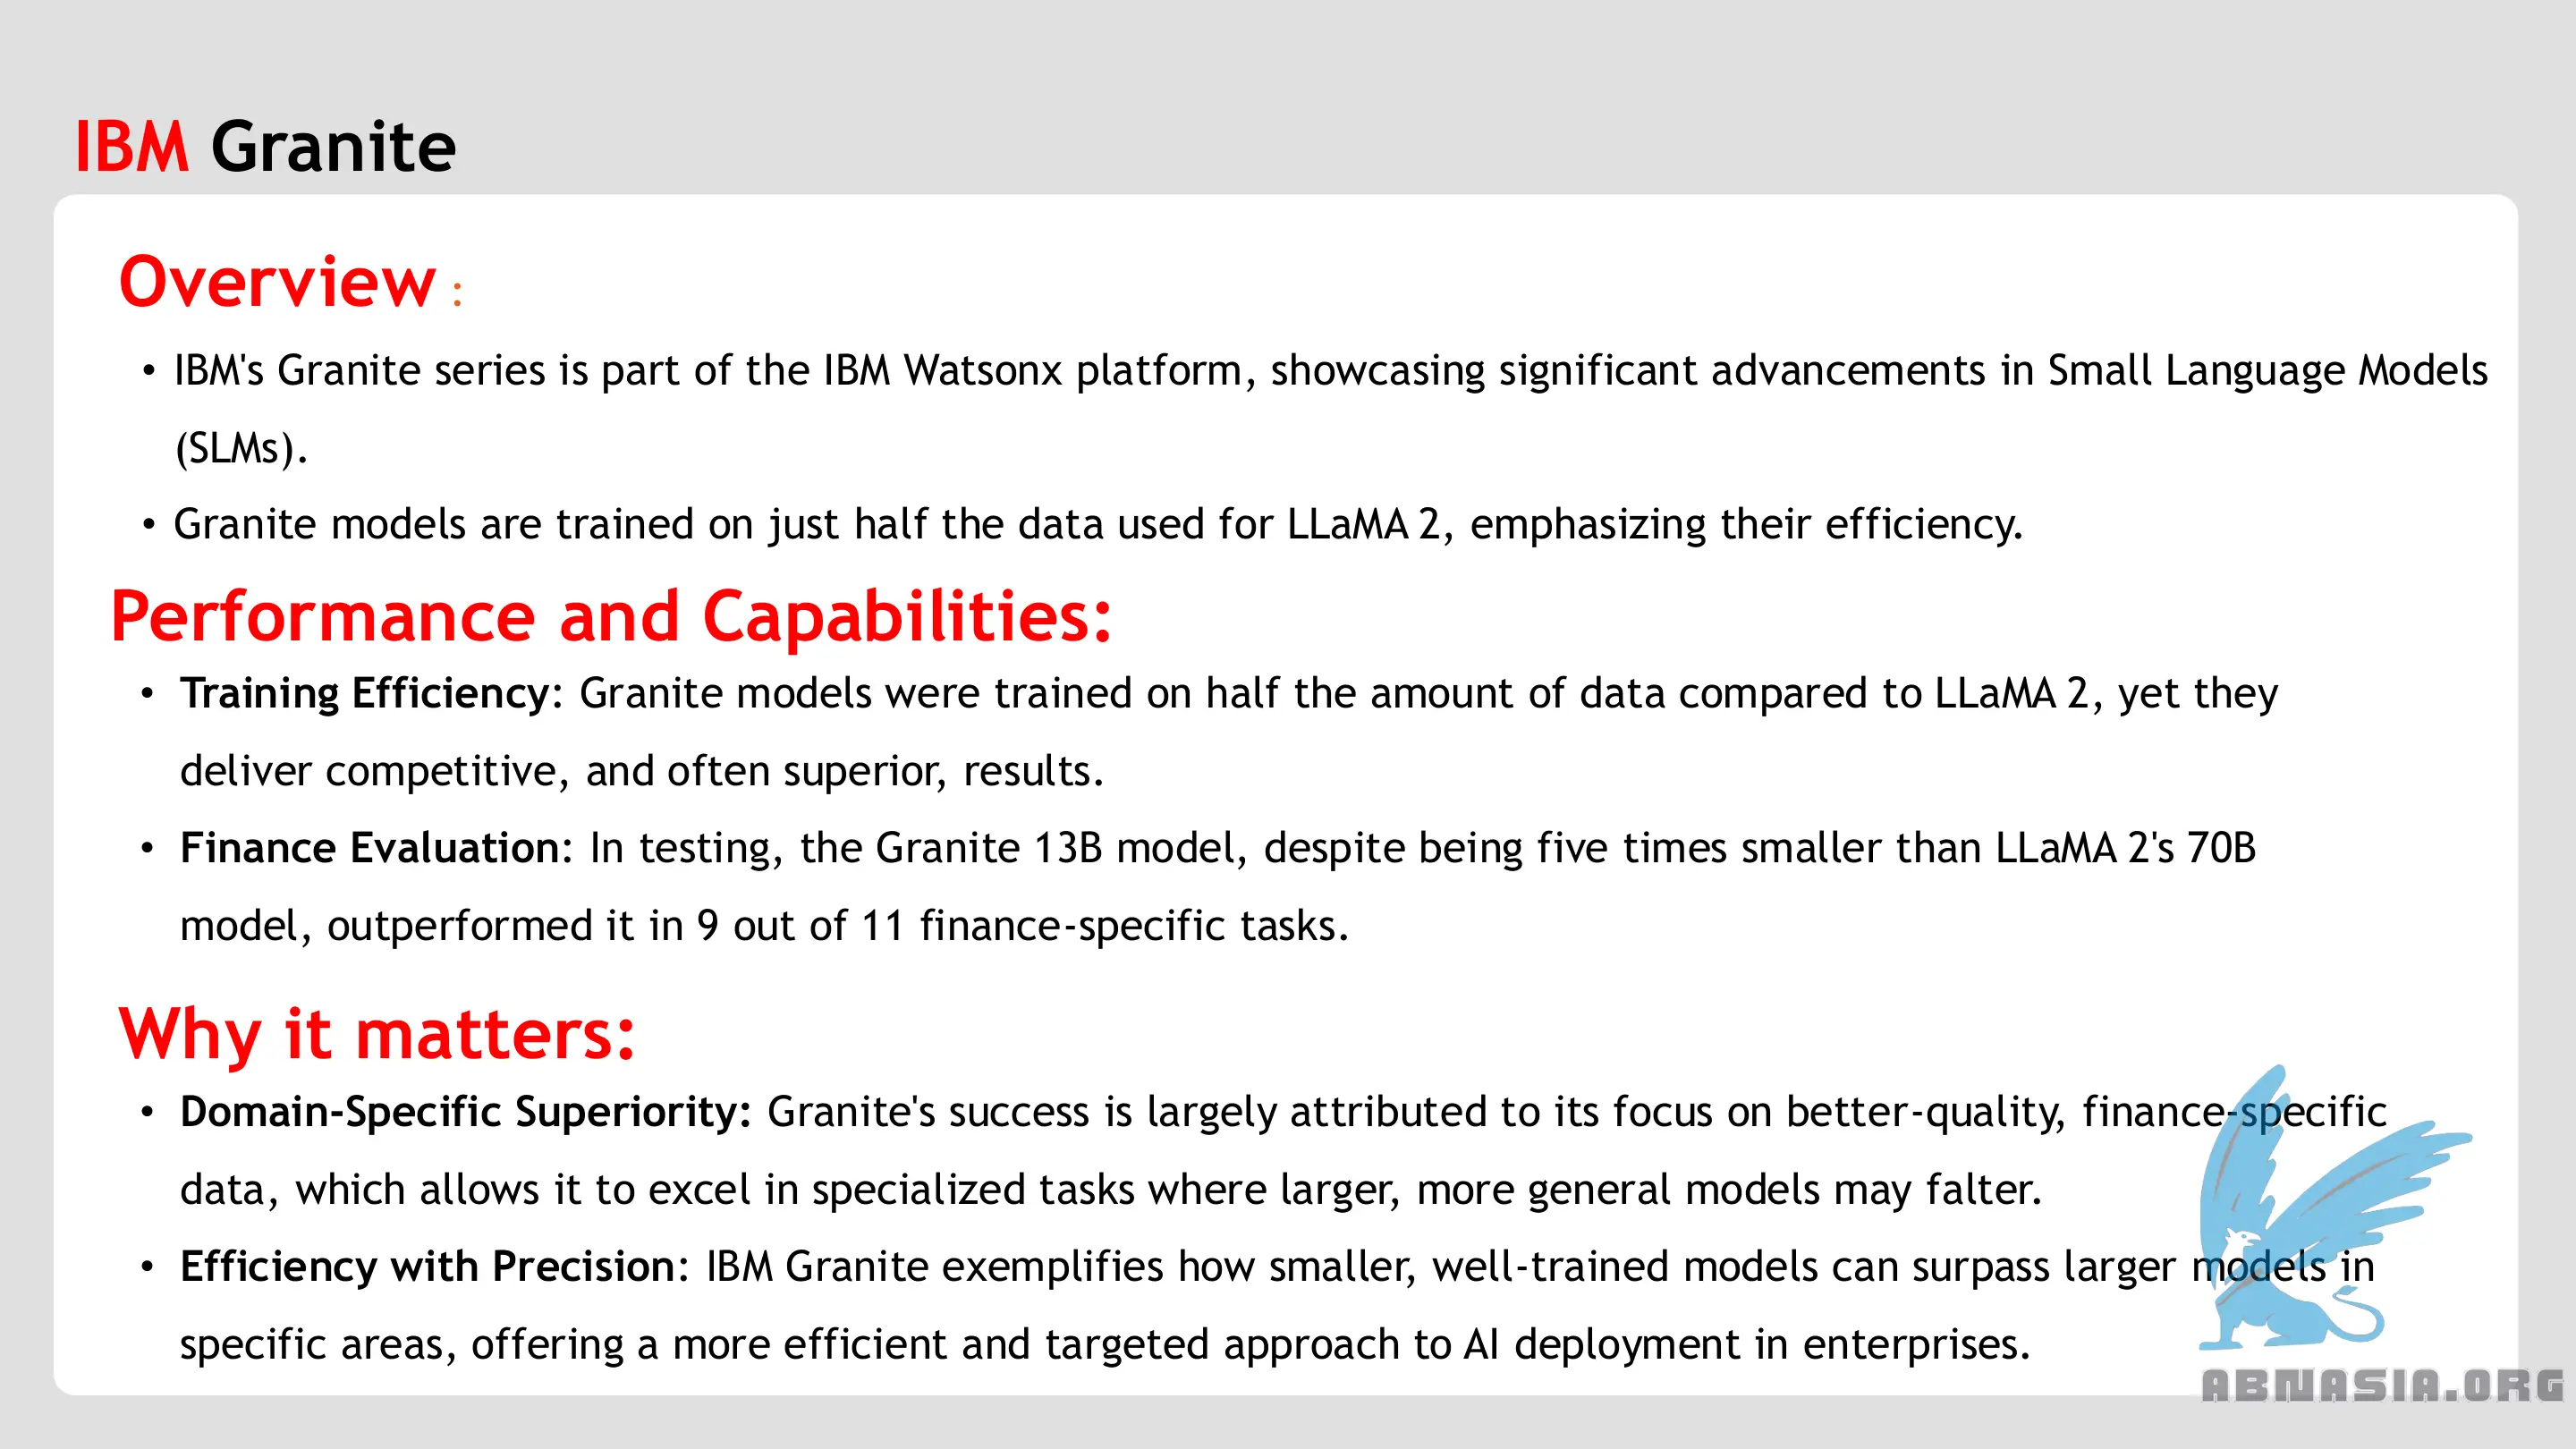 IBM Granite
Overview :
• IBM's Granite series is part of the IBM Watsonx platform, showcasing significant advancements in Small Language Models
(SLMs).
• Granite models are trained on just half the data used for LLaMA 2, emphasizing their efficiency.
Performance and Capabilities:
• Training Efficiency: Granite models were trained on half the amount of data compared to LLaMA 2, yet they
deliver competitive, and often superior, results.
• Finance Evaluation: In testing, the Granite 13B model, despite being five times smaller than LLaMA 2's 70B
model, outperformed it in 9 out of 11 finance-specific tasks.
Why it matters:
• Domain-Specific Superiority: Granite's success is largely attributed to its focus on better-quality, finance-specific
data, which allows it to excel in specialized tasks where larger, more general models may falter.
• Efficiency with Precision: IBM Granite exemplifies how smaller, well-trained models can surpass larger models in
specific areas, offering a more efficient and targeted approach to AI deployment in enterprises.
ABNASIA.ORG